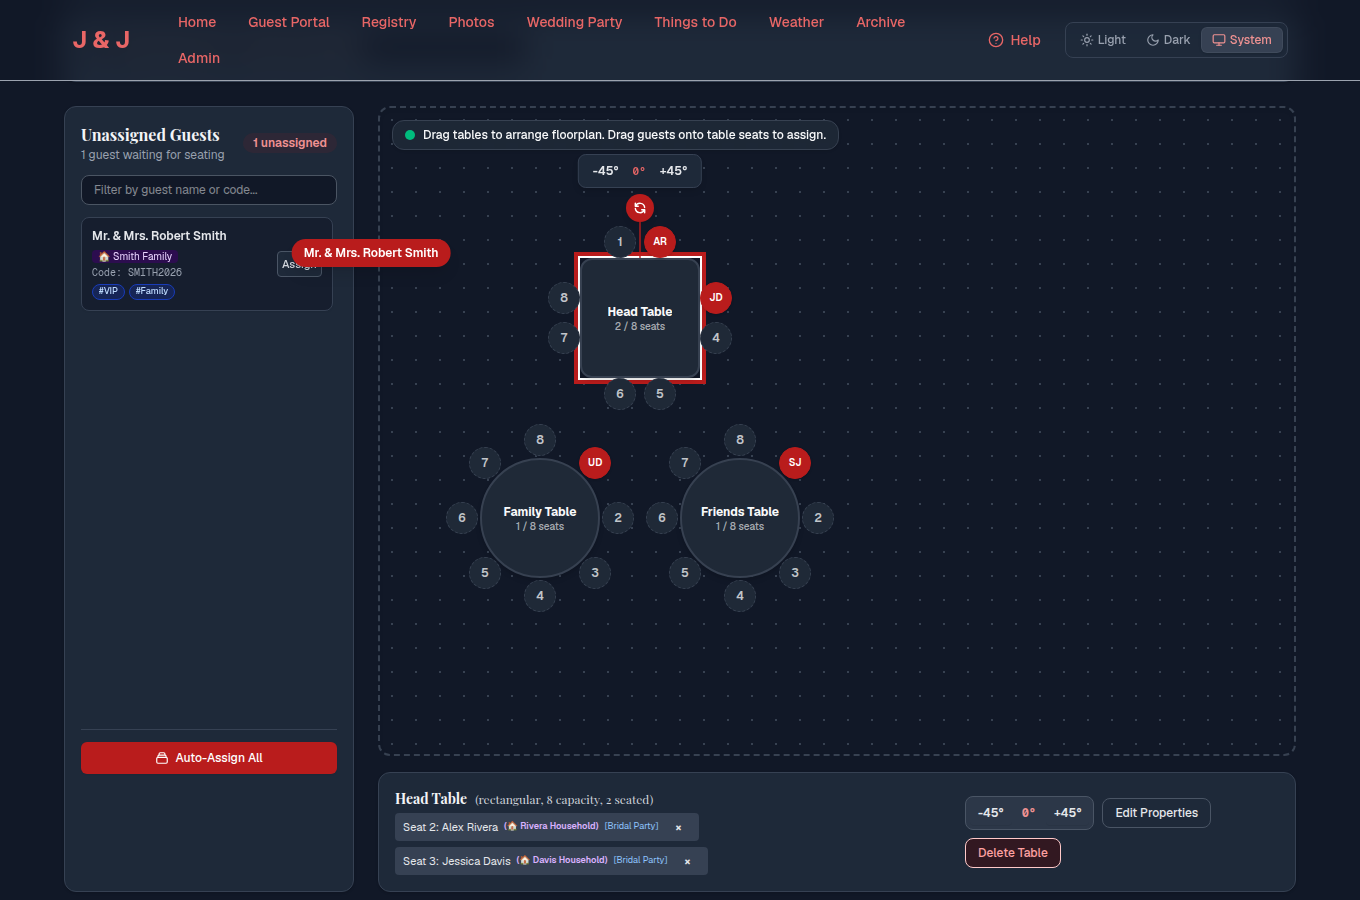 J & J
Home Guest Portal Registry Photos Wedding Party Things to Do Weather Archive
Admin
Help
Light Dark System
Unassigned Guests
1 guest waiting for seating
1 unassigned
Filter by guest name or code...
Mr. & Mrs. Robert Smith
🏠 Smith Family
Code: SMITH2026
#VIP #Family
Mr. & Mrs. Robert Smith
Auto-Assign All
Drag tables to arrange floorplan. Drag guests onto table seats to assign.
-45° 0° +45°
1 AR
8 JD
Head Table
2 / 8 seats
7 4
6 5
8 8
7 UD 7 SJ
Family Table Friends Table
1 / 8 seats 1 / 8 seats
6 2 6 2
5 3 5 3
4 4
Head Table (rectangular, 8 capacity, 2 seated)
Seat 2: Alex Rivera (🏠 Rivera Household) [Bridal Party] ×
Seat 3: Jessica Davis (🏠 Davis Household) [Bridal Party] ×
-45° 0° +45° Edit Properties
Delete Table